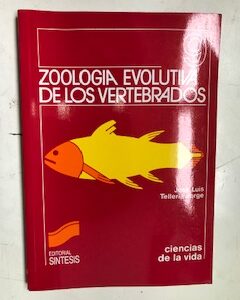 ZOOLOGIA EVOLUTIVA
DE LOS VERTEBRADOS
José Luis
Tellería Jorge
EDITORIAL
SINTESIS
ciencias
de la vida